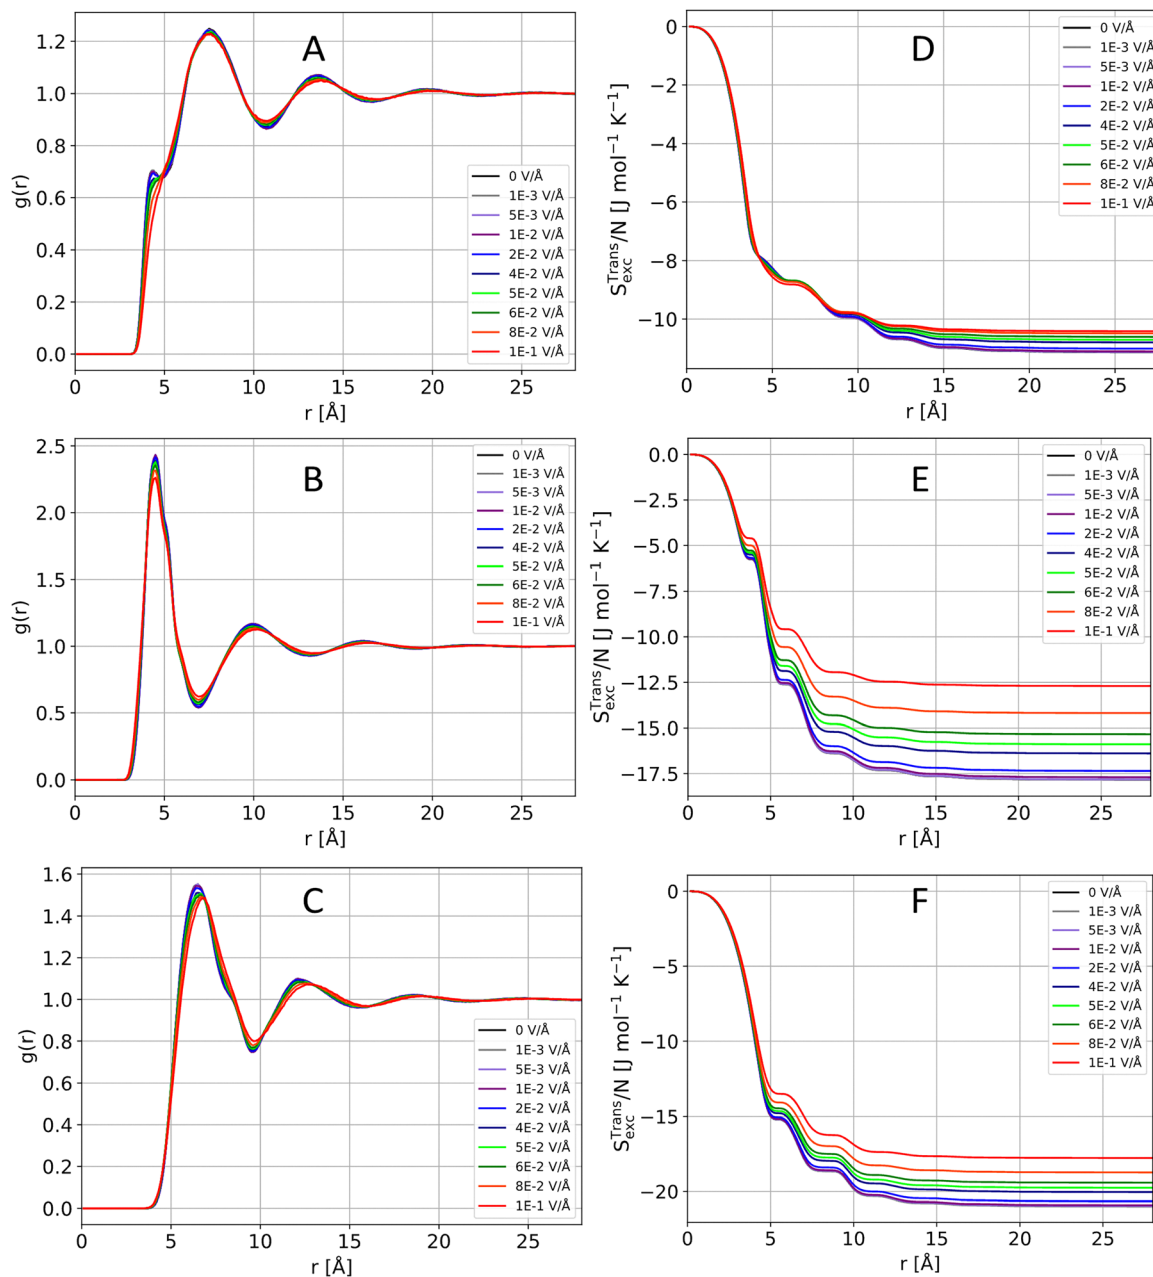 A
g(r)
1.2
1.0
0.8
0.6
0.4
0.2
0.0
0 V/Å
1E-3 V/Å
5E-3 V/Å
1E-2 V/Å
2E-2 V/Å
4E-2 V/Å
5E-2 V/Å
6E-2 V/Å
8E-2 V/Å
1E-1 V/Å
0 5 10 15 20 25
r [Å]
D
S_exc^Trans/N [J mol⁻¹ K⁻¹]
0
−2
−4
−6
−8
−10
0 V/Å
1E-3 V/Å
5E-3 V/Å
1E-2 V/Å
2E-2 V/Å
4E-2 V/Å
5E-2 V/Å
6E-2 V/Å
8E-2 V/Å
1E-1 V/Å
0 5 10 15 20 25
r [Å]
B
g(r)
2.5
2.0
1.5
1.0
0.5
0.0
0 V/Å
1E-3 V/Å
5E-3 V/Å
1E-2 V/Å
2E-2 V/Å
4E-2 V/Å
5E-2 V/Å
6E-2 V/Å
8E-2 V/Å
1E-1 V/Å
0 5 10 15 20 25
r [Å]
E
S_exc^Trans/N [J mol⁻¹ K⁻¹]
0.0
−2.5
−5.0
−7.5
−10.0
−12.5
−15.0
−17.5
0 V/Å
1E-3 V/Å
5E-3 V/Å
1E-2 V/Å
2E-2 V/Å
4E-2 V/Å
5E-2 V/Å
6E-2 V/Å
8E-2 V/Å
1E-1 V/Å
0 5 10 15 20 25
r [Å]
C
g(r)
1.6
1.4
1.2
1.0
0.8
0.6
0.4
0.2
0.0
0 V/Å
1E-3 V/Å
5E-3 V/Å
1E-2 V/Å
2E-2 V/Å
4E-2 V/Å
5E-2 V/Å
6E-2 V/Å
8E-2 V/Å
1E-1 V/Å
0 5 10 15 20 25
r [Å]
F
S_exc^Trans/N [J mol⁻¹ K⁻¹]
0
−5
−10
−15
−20
0 V/Å
1E-3 V/Å
5E-3 V/Å
1E-2 V/Å
2E-2 V/Å
4E-2 V/Å
5E-2 V/Å
6E-2 V/Å
8E-2 V/Å
1E-1 V/Å
0 5 10 15 20 25
r [Å]